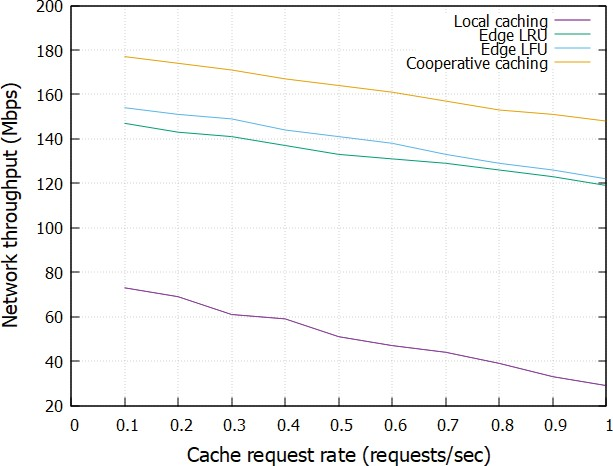 200
180
160
140
120
100
80
60
40
20
Network throughput (Mbps)
Local caching
Edge LRU
Edge LFU
Cooperative caching
0 0.1 0.2 0.3 0.4 0.5 0.6 0.7 0.8 0.9 1
Cache request rate (requests/sec)